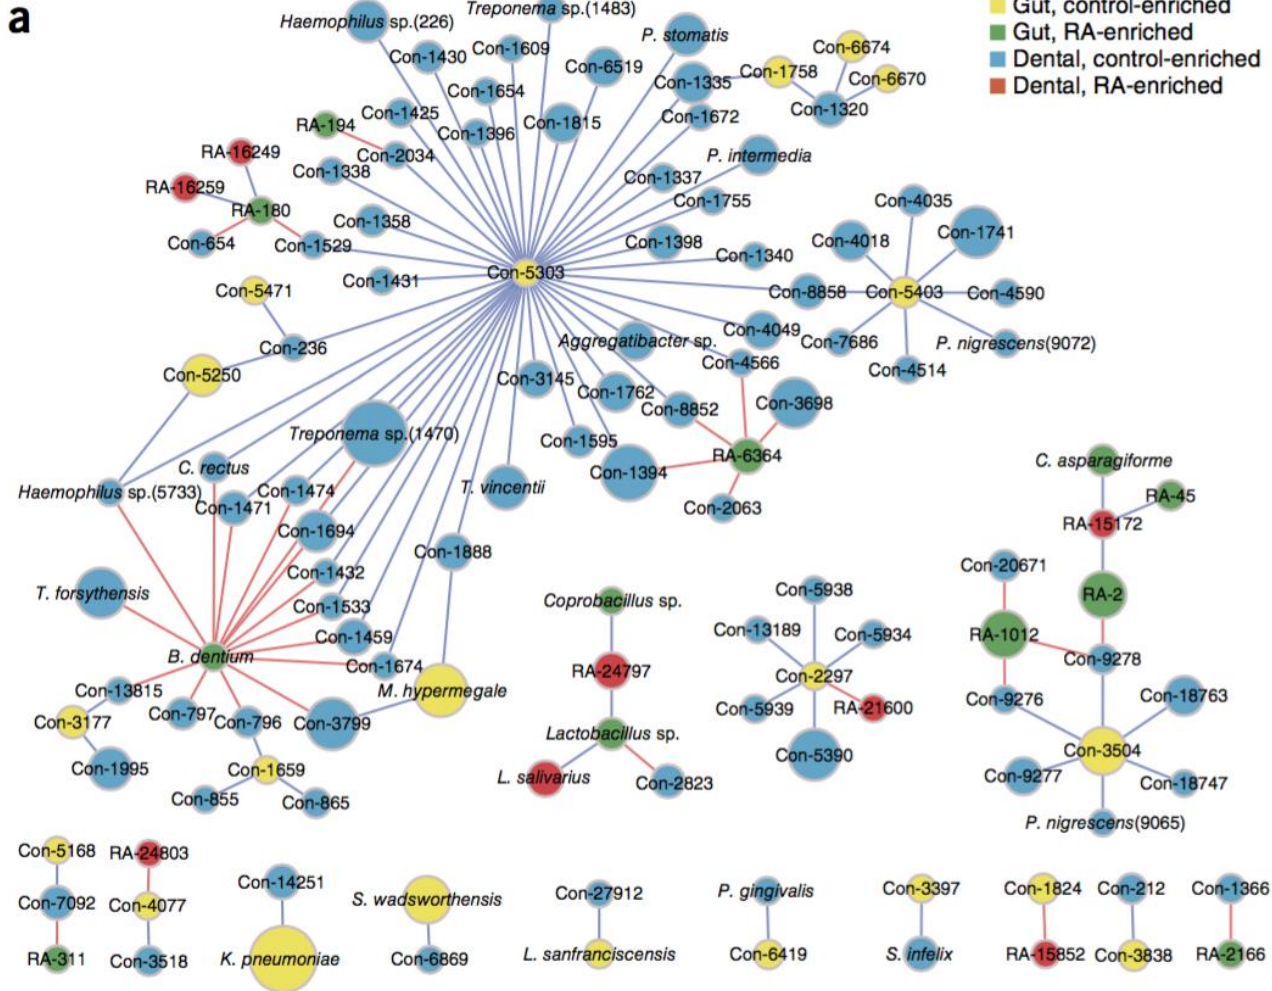 a
Gut, control-enriched
Gut, RA-enriched
Dental, control-enriched
Dental, RA-enriched
Haemophilus sp.(226)
Treponema sp.(1483)
P. stomatis
Con-1430
Con-1609
Con-6519
Con-1335
Con-1758
Con-6674
Con-6670
Con-1320
Con-1654
Con-1425
Con-1396
Con-1815
Con-1672
RA-194
Con-2034
RA-16249
Con-1338
P. intermedia
RA-16259
Con-1337
RA-180
Con-1755
Con-4035
Con-654
Con-1529
Con-1358
Con-1398
Con-1340
Con-4018
Con-1741
Con-5303
Con-1431
Con-5471
Con-8858
Con-5403
Con-4590
Con-236
Aggregatibacter sp.
Con-4049
Con-7686
P. nigrescens(9072)
Con-5250
Con-3145
Con-4566
Con-4514
Con-1762
Con-8852
Con-3698
Treponema sp.(1470)
Con-1595
RA-6364
C. rectus
Con-1394
C. asparagiforme
Haemophilus sp.(5733)
Con-1474
T. vincentii
Con-2063
RA-45
Con-1471
Con-1694
RA-15172
Con-1888
Con-1432
Con-20671
T. forsythensis
Con-1533
Coprobacillus sp.
Con-5938
RA-2
Con-1459
Con-13189
Con-5934
RA-1012
B. dentium
Con-1674
RA-24797
Con-2297
Con-9278
Con-13815
M. hypermegale
Con-5939
RA-21600
Con-9276
Con-18763
Con-3177
Con-797
Con-796
Con-3799
Lactobacillus sp.
Con-5390
Con-3504
Con-1995
Con-1659
L. salivarius
Con-2823
Con-9277
Con-18747
Con-855
Con-865
P. nigrescens(9065)
Con-5168
RA-24803
Con-14251
S. wadsworthensis
Con-27912
P. gingivalis
Con-3397
Con-1824
Con-212
Con-1366
Con-7092
Con-4077
RA-311
Con-3518
K. pneumoniae
Con-6869
L. sanfranciscensis
Con-6419
S. infelix
RA-15852
Con-3838
RA-2166